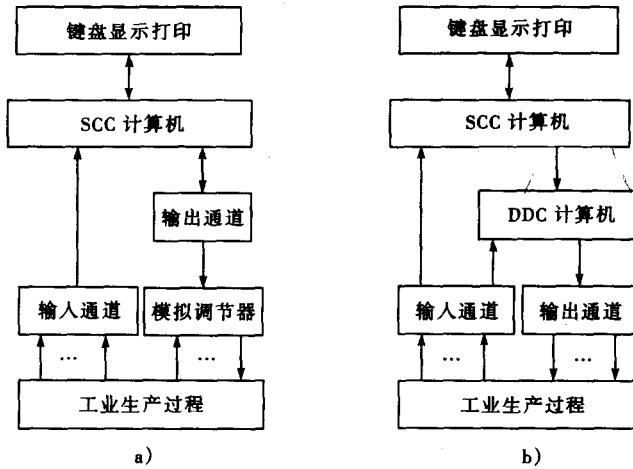 键盘显示打印
SCC 计算机
输出通道
输人通道
模拟调节器
...
...
工业生产过程
a)
键盘显示打印
SCC 计算机
DDC 计算机
输人通道
输出通道
...
...
工业生产过程
b)